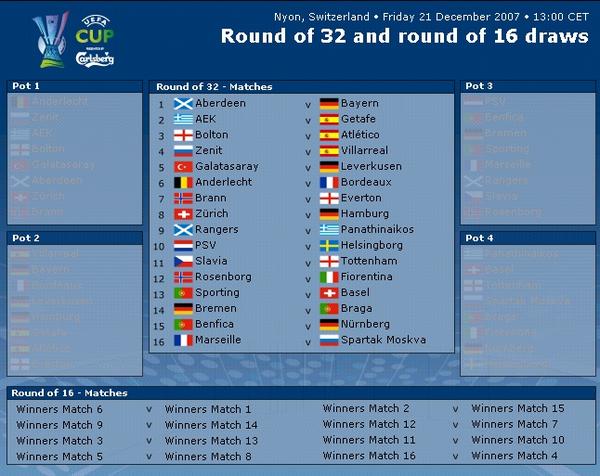 UEFA
CUP
PRESENTED BY
Carlsberg
Nyon, Switzerland • Friday 21 December 2007 • 13:00 CET
Round of 32 and round of 16 draws
Pot 1
Anderlecht
Zenit
AEK
Bolton
Galatasaray
Aberdeen
Zürich
Brann
Pot 2
Villarreal
Bayern
Bordeaux
Leverkusen
Hamburg
Getafe
Atlético
Round of 32 - Matches
1 Aberdeen v Bayern
2 AEK v Getafe
3 Bolton v Atlético
4 Zenit v Villarreal
5 Galatasaray v Leverkusen
6 Anderlecht v Bordeaux
7 Brann v Everton
8 Zürich v Hamburg
9 Rangers v Panathinaikos
10 PSV v Helsingborg
11 Slavia v Tottenham
12 Rosenborg v Fiorentina
13 Sporting v Basel
14 Bremen v Braga
15 Benfica v Nürnberg
16 Marseille v Spartak Moskva
Pot 3
PSV
Benfica
Bremen
Sporting
Marseille
Rangers
Slavia
Rosenborg
Pot 4
Panathinaikos
Basel
Tottenham
Spartak Moskva
Braga
Fiorentina
Nürnberg
Helsingborg
Round of 16 - Matches
Winners Match 6 v Winners Match 1 Winners Match 2 v Winners Match 15
Winners Match 9 v Winners Match 14 Winners Match 12 v Winners Match 7
Winners Match 3 v Winners Match 13 Winners Match 11 v Winners Match 10
Winners Match 5 v Winners Match 8 Winners Match 16 v Winners Match 4